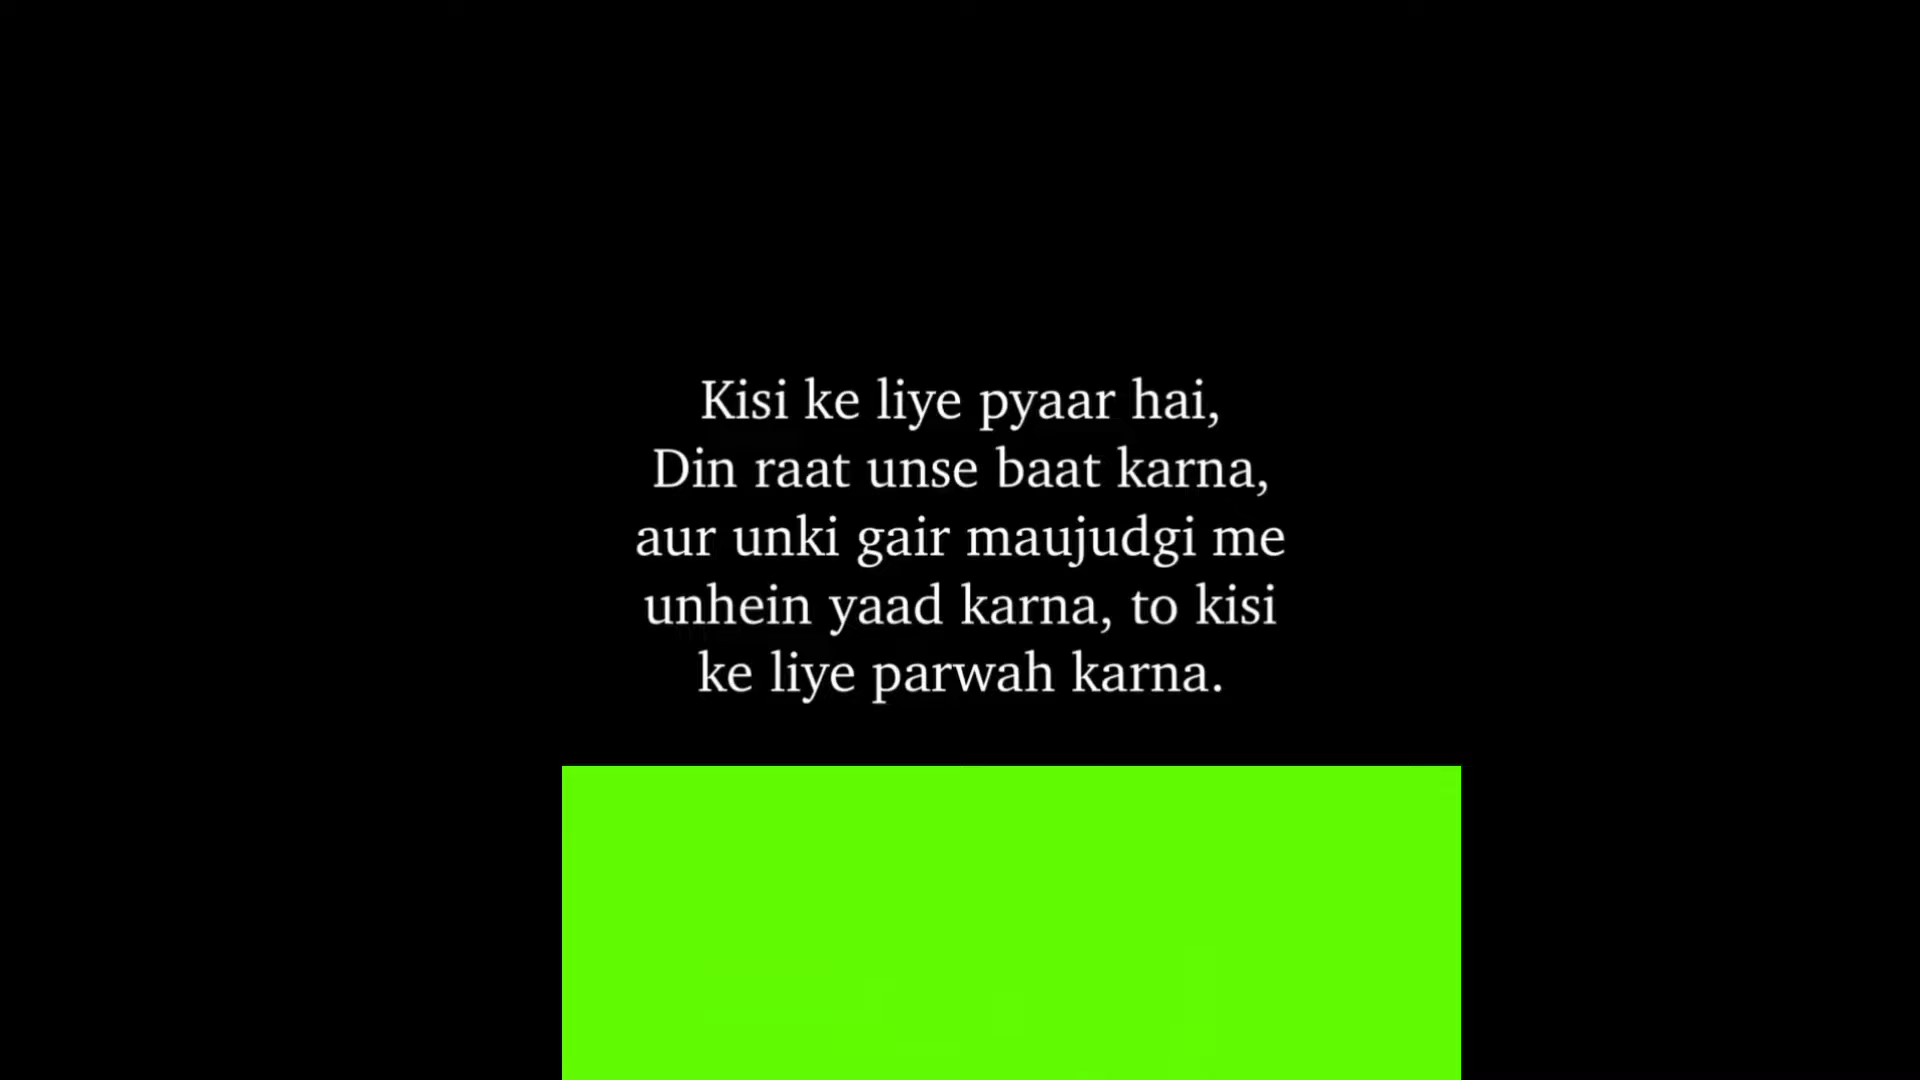 Kisi ke liye pyaar hai,
Din raat unse baat karna,
aur unki gair maujudgi me
unhein yaad karna, to kisi
ke liye parwah karna.